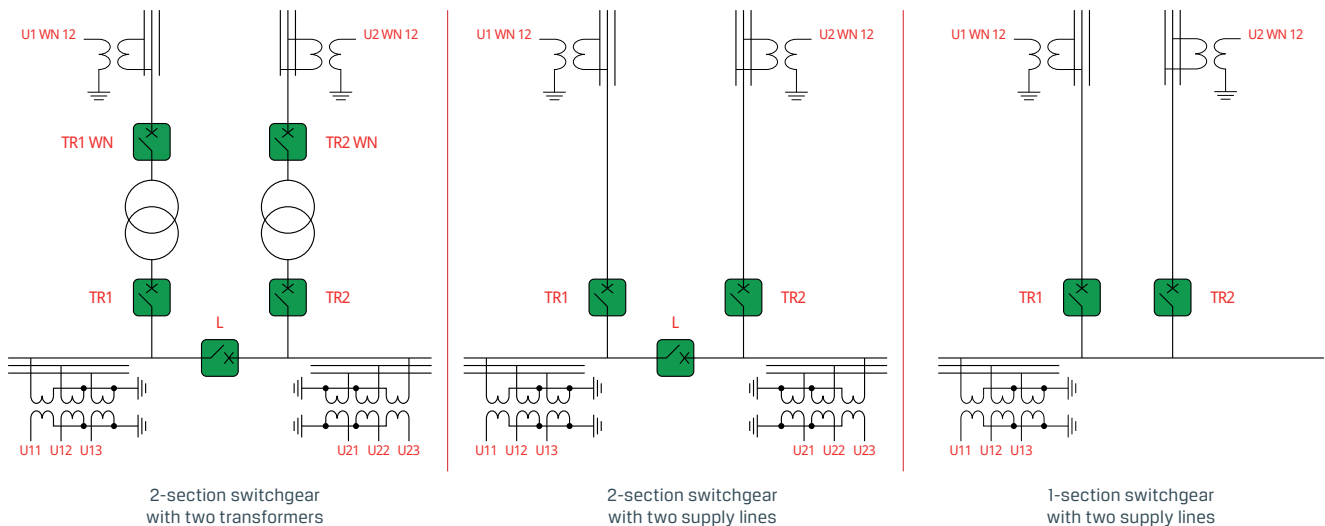 U1 WN 12
U2 WN 12
TR1 WN
TR2 WN
TR1
TR2
L
U11 U12 U13
U21 U22 U23
2-section switchgear
with two transformers
U1 WN 12
U2 WN 12
TR1
TR2
L
U11 U12 U13
U21 U22 U23
2-section switchgear
with two supply lines
U1 WN 12
U2 WN 12
TR1
TR2
U11 U12 U13
1-section switchgear
with two supply lines